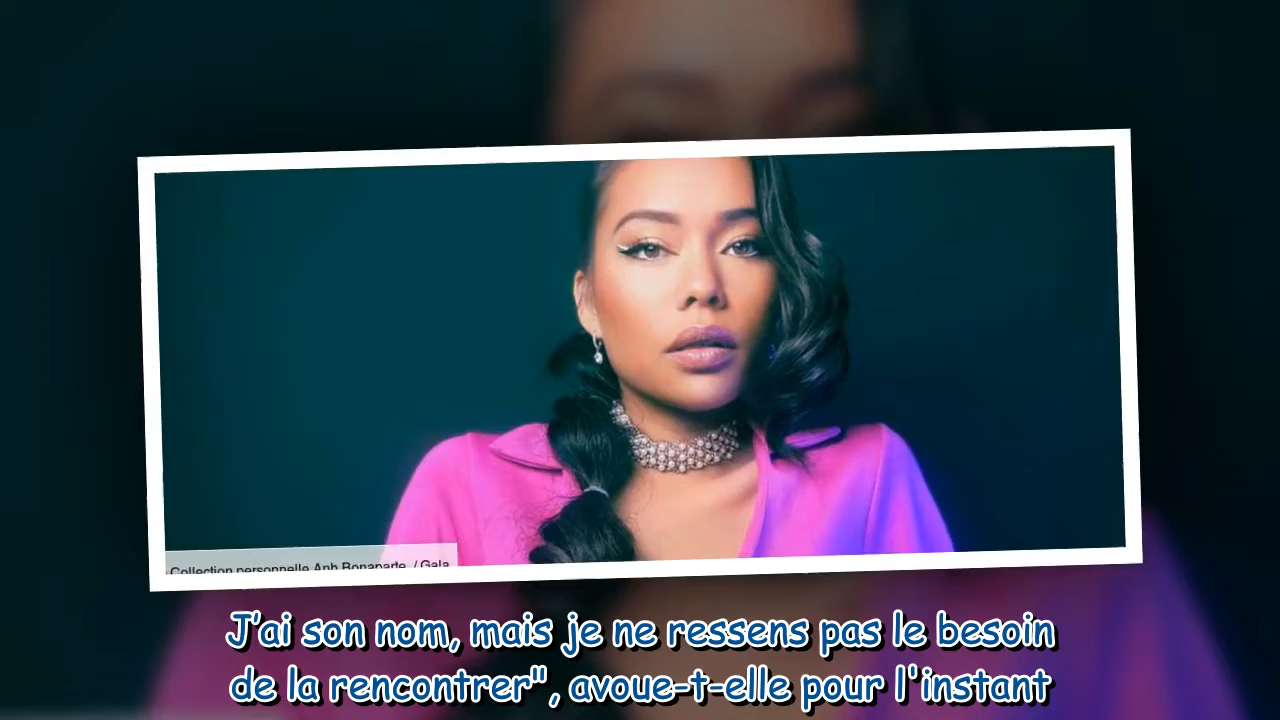 Collection personnelle Anh Bonaparte / Gala
J'ai son nom, mais je ne ressens pas le besoin
de la rencontrer", avoue-t-elle pour l'instant